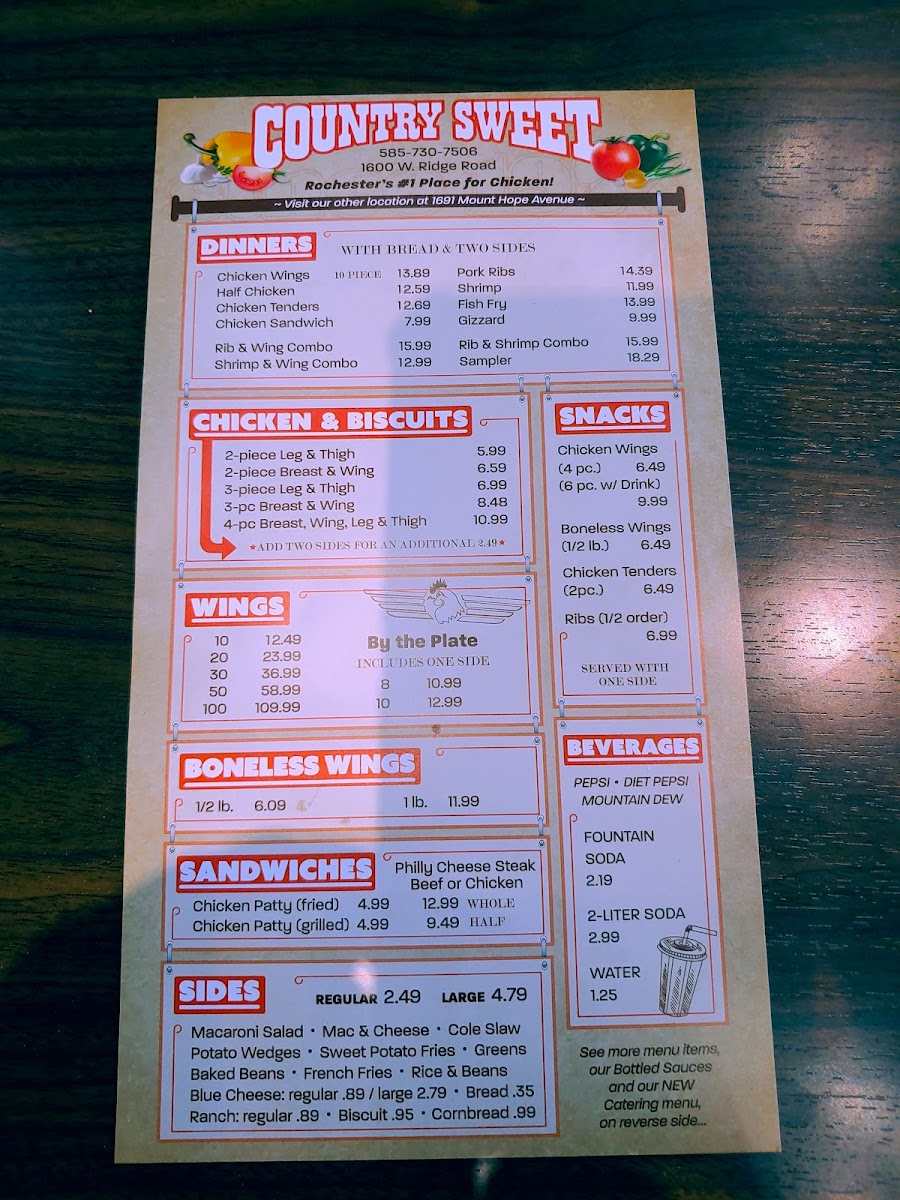 COUNTRY SWEET
585-730-7506
1600 W. Ridge Road
Rochester's #1 Place for Chicken!
~ Visit our other location at 1691 Mount Hope Avenue ~
DINNERS WITH BREAD & TWO SIDES
Chicken Wings 10 PIECE 13.89
Half Chicken 12.59
Chicken Tenders 12.69
Chicken Sandwich 7.99
Rib & Wing Combo 15.99
Shrimp & Wing Combo 12.99
Pork Ribs 14.39
Shrimp 11.99
Fish Fry 13.99
Gizzard 9.99
Rib & Shrimp Combo 15.99
Sampler 18.29
CHICKEN & BISCUITS
2-piece Leg & Thigh 5.99
2-piece Breast & Wing 6.59
3-piece Leg & Thigh 6.99
3-pc Breast & Wing 8.48
4-pc Breast, Wing, Leg & Thigh 10.99
★ADD TWO SIDES FOR AN ADDITIONAL 2.49★
SNACKS
Chicken Wings
(4 pc.) 6.49
(6 pc. w/ Drink)
9.99
Boneless Wings
(1/2 lb.) 6.49
Chicken Tenders
(2pc.) 6.49
Ribs (1/2 order)
6.99
SERVED WITH
ONE SIDE
WINGS
10 12.49
20 23.99
30 36.99
50 58.99
100 109.99
By the Plate
INCLUDES ONE SIDE
8 10.99
10 12.99
BONELESS WINGS
1/2 lb. 6.09 1 lb. 11.99
SANDWICHES
Chicken Patty (fried) 4.99
Chicken Patty (grilled) 4.99
Philly Cheese Steak
Beef or Chicken
12.99 WHOLE
9.49 HALF
BEVERAGES
PEPSI • DIET PEPSI
MOUNTAIN DEW
FOUNTAIN
SODA
2.19
2-LITER SODA
2.99
WATER
1.25
SIDES REGULAR 2.49 LARGE 4.79
Macaroni Salad • Mac & Cheese • Cole Slaw
Potato Wedges • Sweet Potato Fries • Greens
Baked Beans • French Fries • Rice & Beans
Blue Cheese: regular .89 / large 2.79 • Bread .35
Ranch: regular .89 • Biscuit .95 • Cornbread .99
See more menu items,
our Bottled Sauces
and our NEW
Catering menu,
on reverse side...